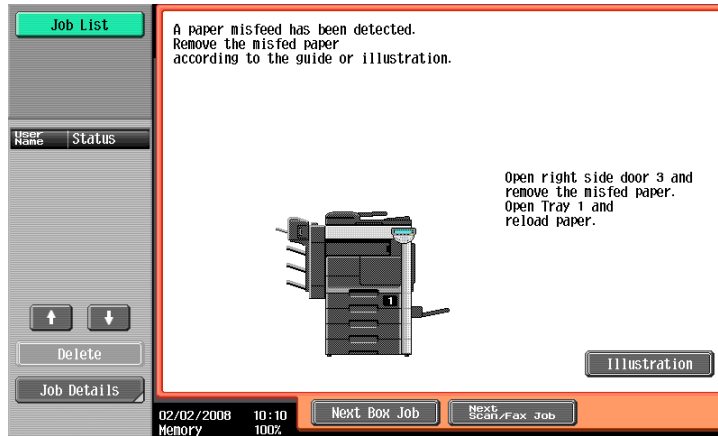 Job List
A paper misfeed has been detected.
Remove the misfed paper
according to the guide or illustration.
User Name Status
Open right side door 3 and
remove the misfed paper.
Open Tray 1 and
reload paper.
1
Delete
Illustration
Job Details
02/02/2008 10:10
Memory 100%
Next Box Job
Next
Scan/Fax Job